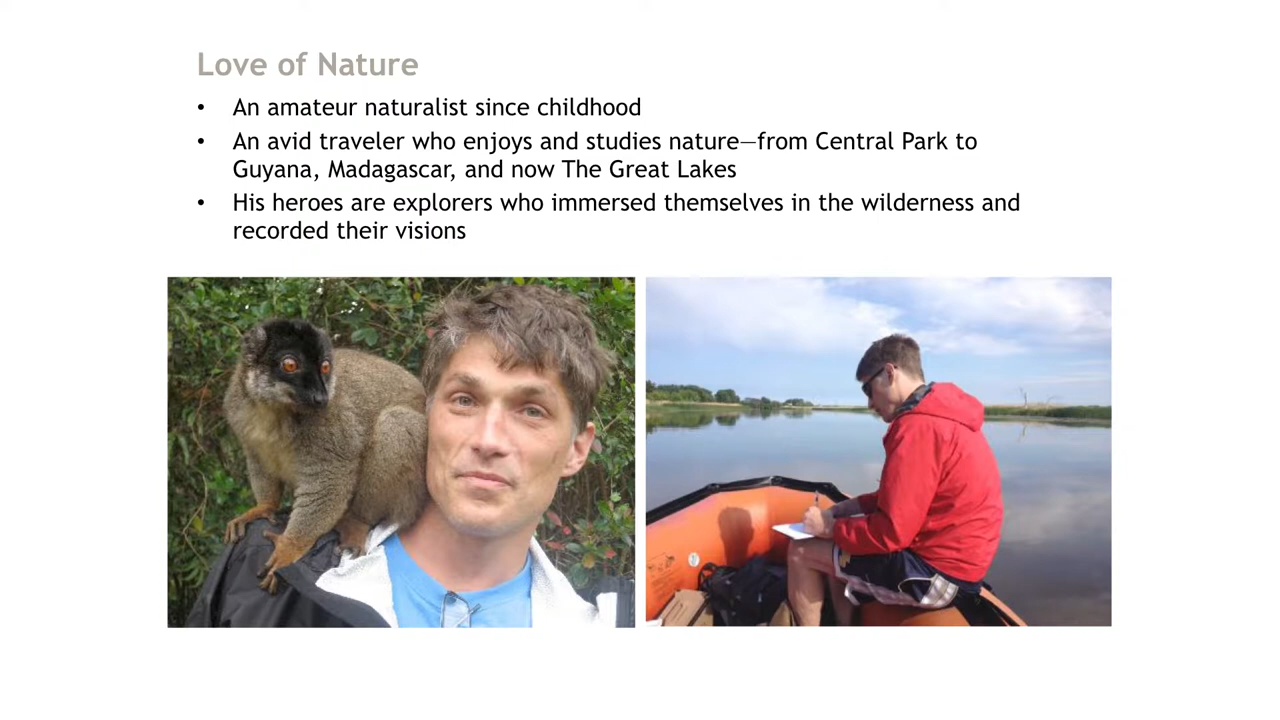 Love of Nature
• An amateur naturalist since childhood
• An avid traveler who enjoys and studies nature—from Central Park to
Guyana, Madagascar, and now The Great Lakes
• His heroes are explorers who immersed themselves in the wilderness and
recorded their visions